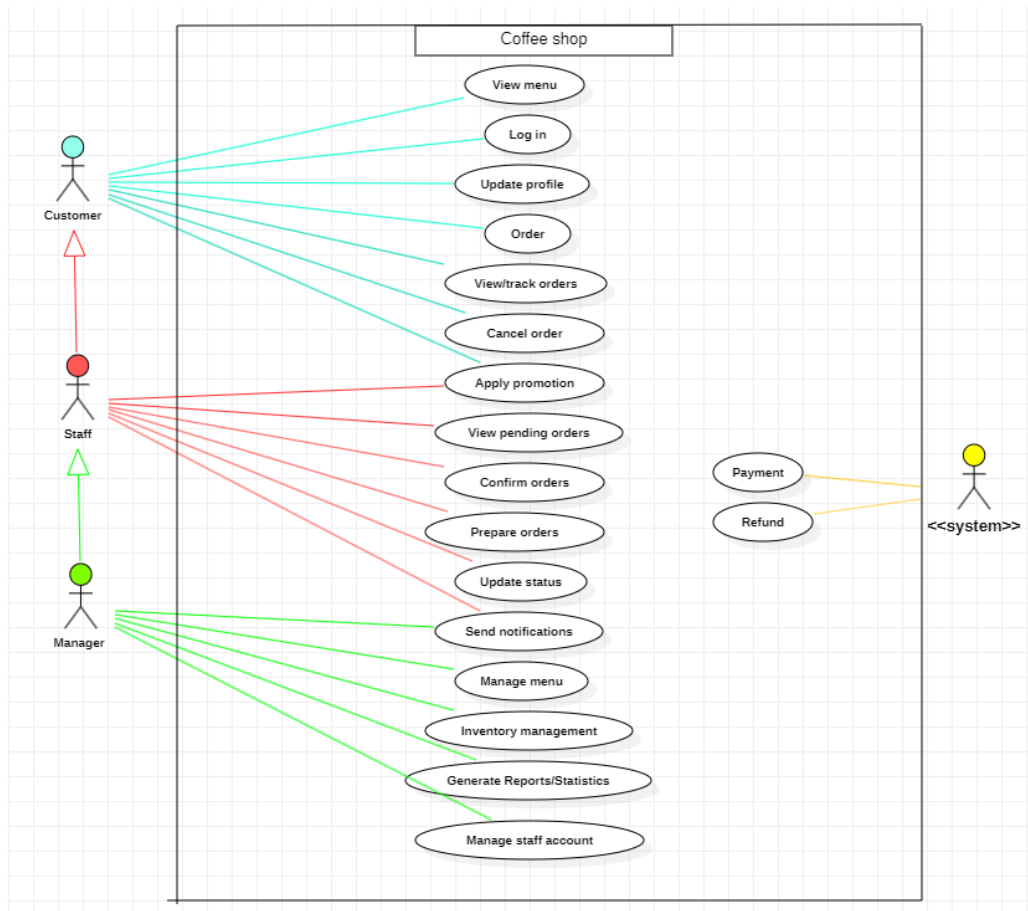 Coffee shop
View menu
Log in
Update profile
Customer
Order
View/track orders
Cancel order
Apply promotion
Staff
View pending orders
Payment
Confirm orders
Refund
<<system>>
Prepare orders
Update status
Send notifications
Manager
Manage menu
Inventory management
Generate Reports/Statistics
Manage staff account